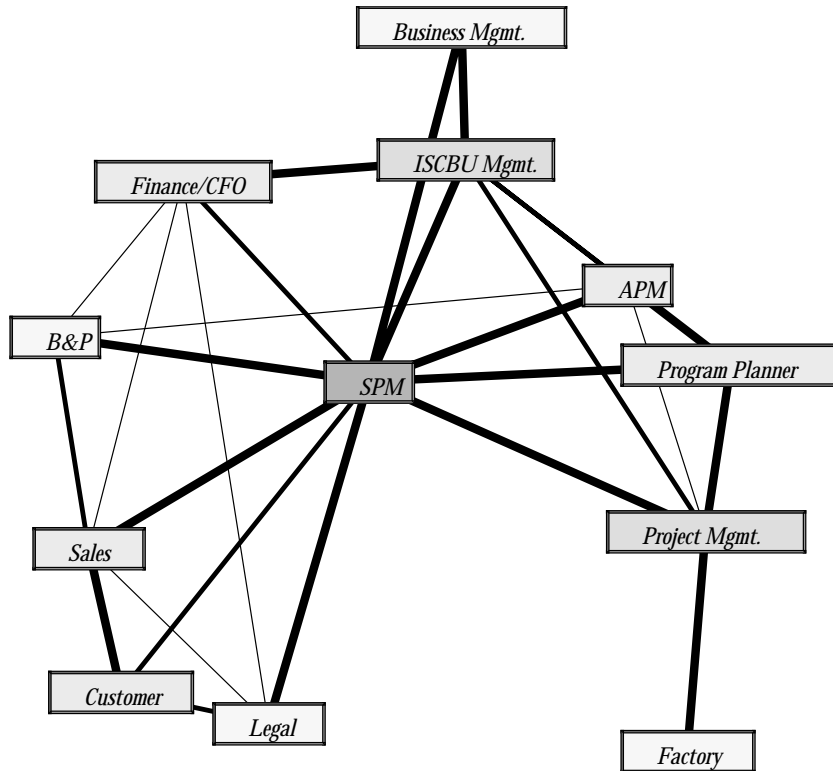 Business Mgmt.
ISCBU Mgmt.
Finance/CFO
APM
B&P
Program Planner
SPM
Project Mgmt.
Sales
Customer
Legal
Factory